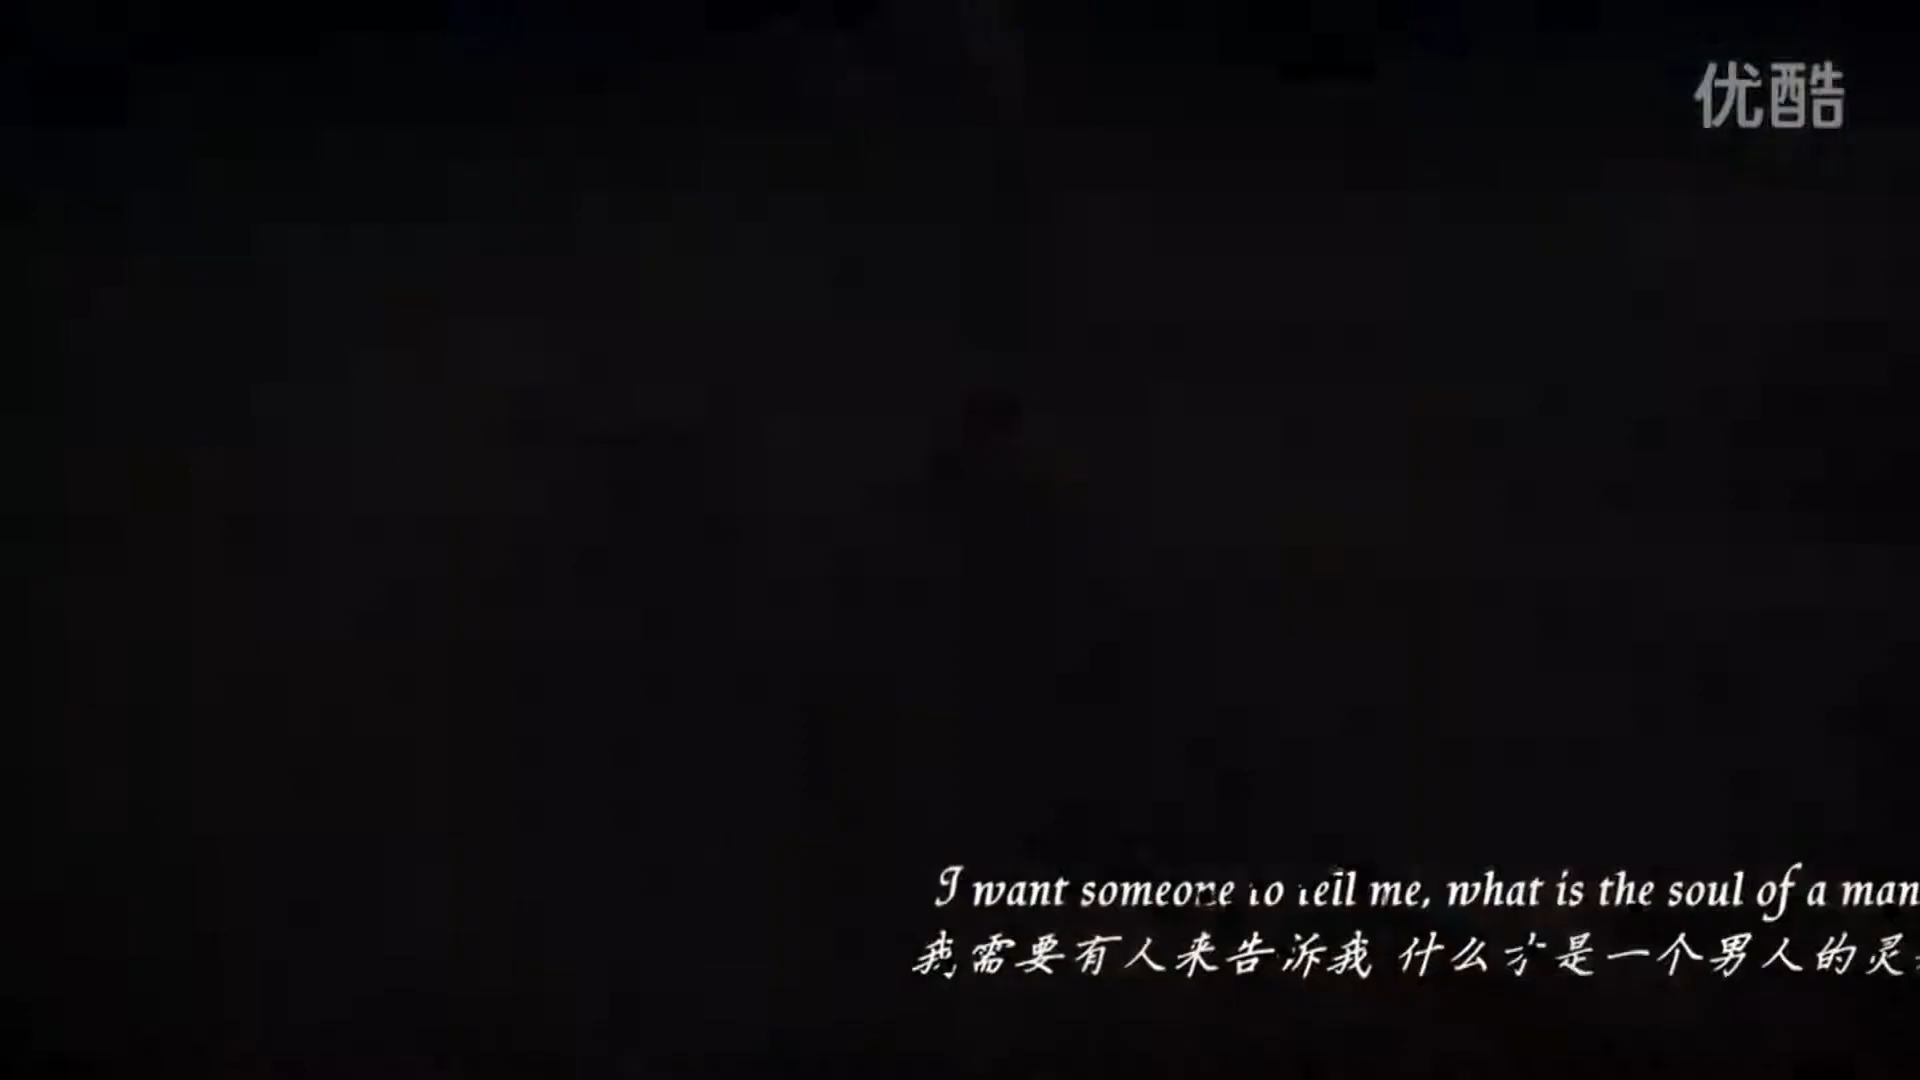 优酷
I want someone to tell me, what is the soul of a man
我需要有人来告诉我 什么才是一个男人的灵